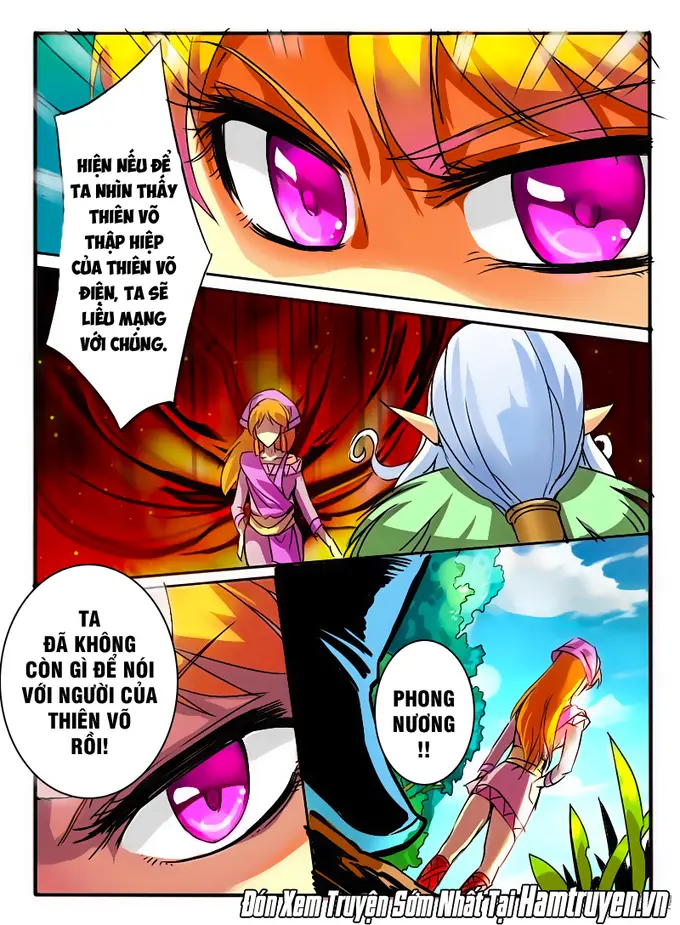 HIỆN NẾU ĐỂ
TA NHÌN THẤY
THIÊN VÕ
THẬP HIỆP
CỦA THIÊN VÕ
ĐIỆN, TA SẼ
LIỀU MẠNG
VỚI CHÚNG.
TA
ĐÃ KHÔNG
CÒN GÌ ĐỂ NÓI
VỚI NGƯỜI CỦA
THIÊN VÕ
RỒI!
PHONG
NƯƠNG
!!
Đón Xem Truyện Sớm Nhất Tại Hamtruyen.vn